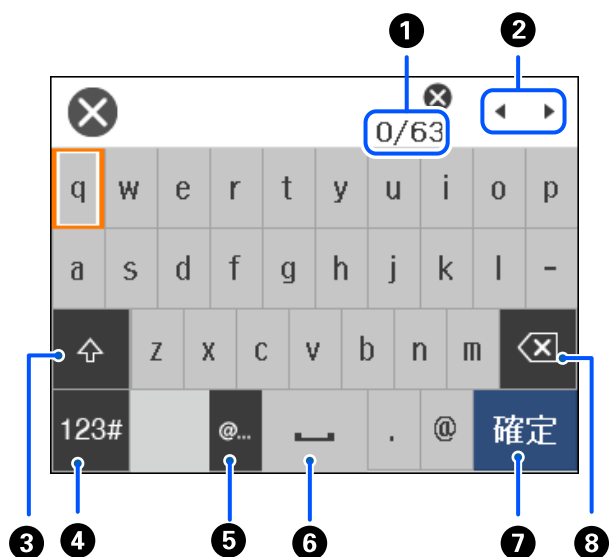 1 2
0/63
q w e r t y u i o p
a s d f g h j k l -
z x c v b n m
123# @... . @ 確定
3 4 5 6 7 8